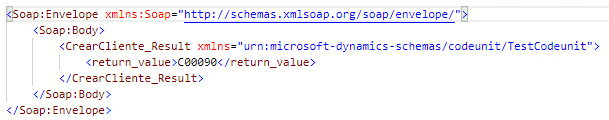 <Soap:Envelope xmlns:Soap="http://schemas.xmlsoap.org/soap/envelope/">
<Soap:Body>
<CrearCliente_Result xmlns="urn:microsoft-dynamics-schemas/codeunit/TestCodeunit">
<return_value>C00090</return_value>
</CrearCliente_Result>
</Soap:Body>
</Soap:Envelope>